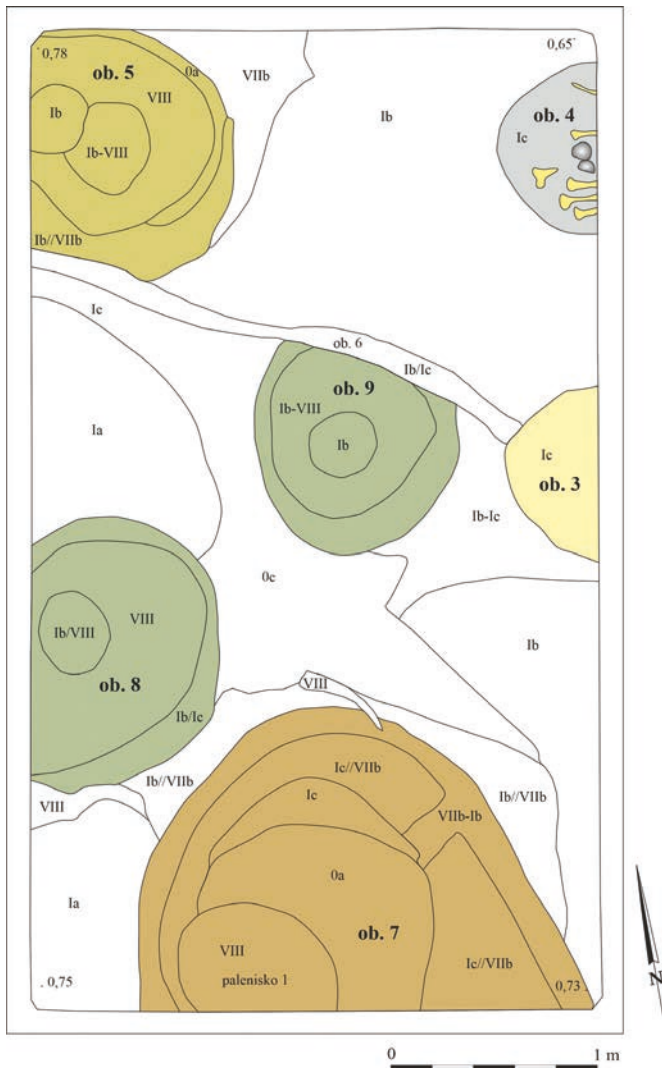 0,78
ob. 5
0a
VIIb
0,65
VIII
Ib
Ib
ob. 4
Ic
Ib-VIII
Ib//VIIb
Ic
ob. 6
Ib/Ic
ob. 9
Ib-VIII
Ia
Ib
Ic
ob. 3
Ib-Ic
0e
VIII
Ib/VIII
Ib
ob. 8
VIII
Ib/Ic
Ic//VIIb
Ib//VIIb
Ic
Ib//VIIb
VIII
VIIb-Ib
0a
Ia
ob. 7
VIII
Ic//VIIb
palenisko 1
. 0,75
0,73 .
N
0
1 m